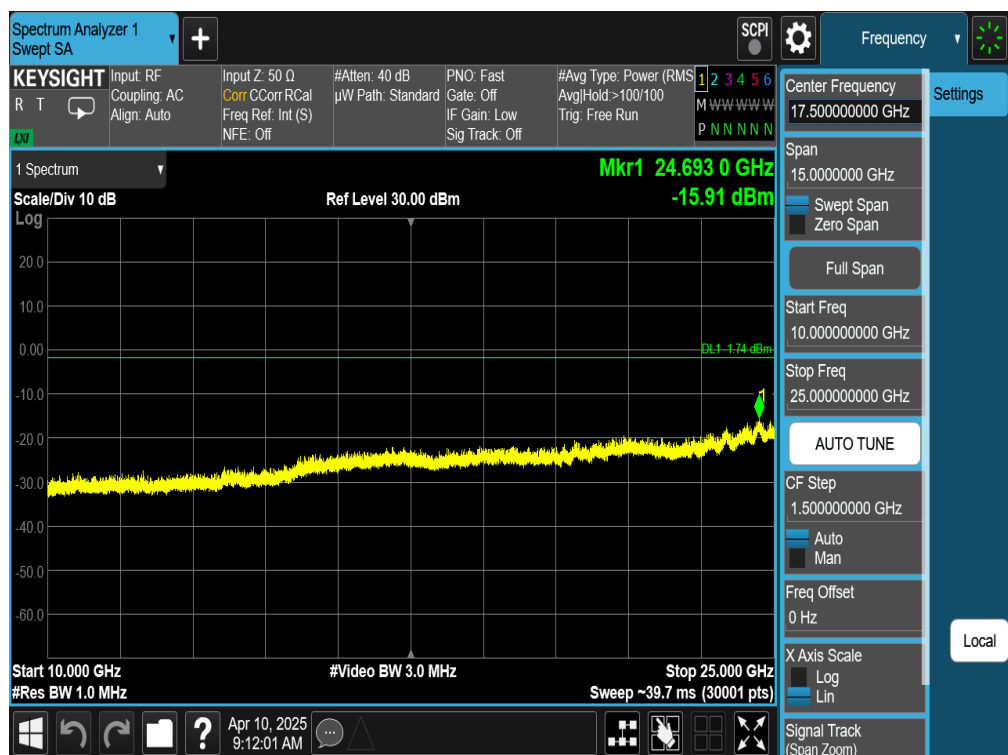 Spectrum Analyzer 1
Swept SA
SCPI
Frequency
KEYSIGHT
R T
LXI
Input: RF
Coupling: AC
Align: Auto
Input Z: 50 Ω
Corr CCorr RCal
Freq Ref: Int (S)
NFE: Off
#Atten: 40 dB
µW Path: Standard
PNO: Fast
Gate: Off
IF Gain: Low
Sig Track: Off
#Avg Type: Power (RMS
Avg|Hold:>100/100
Trig: Free Run
1 2 3 4 5 6
M W W W W W
P N N N N N
1 Spectrum
Scale/Div 10 dB
Log
Ref Level 30.00 dBm
Mkr1 24.693 0 GHz
-15.91 dBm
20.0
10.0
0.00
DL1 -1.74 dBm
-10.0
1
-20.0
-30.0
-40.0
-50.0
-60.0
Start 10.000 GHz
#Video BW 3.0 MHz
Stop 25.000 GHz
#Res BW 1.0 MHz
Sweep ~39.7 ms (30001 pts)
?
Apr 10, 2025
9:12:01 AM
Center Frequency
17.500000000 GHz
Span
15.0000000 GHz
Swept Span
Zero Span
Full Span
Start Freq
10.000000000 GHz
Stop Freq
25.000000000 GHz
AUTO TUNE
CF Step
1.500000000 GHz
Auto
Man
Freq Offset
0 Hz
X Axis Scale
Log
Lin
Signal Track
(Span Zoom)
Settings
Local